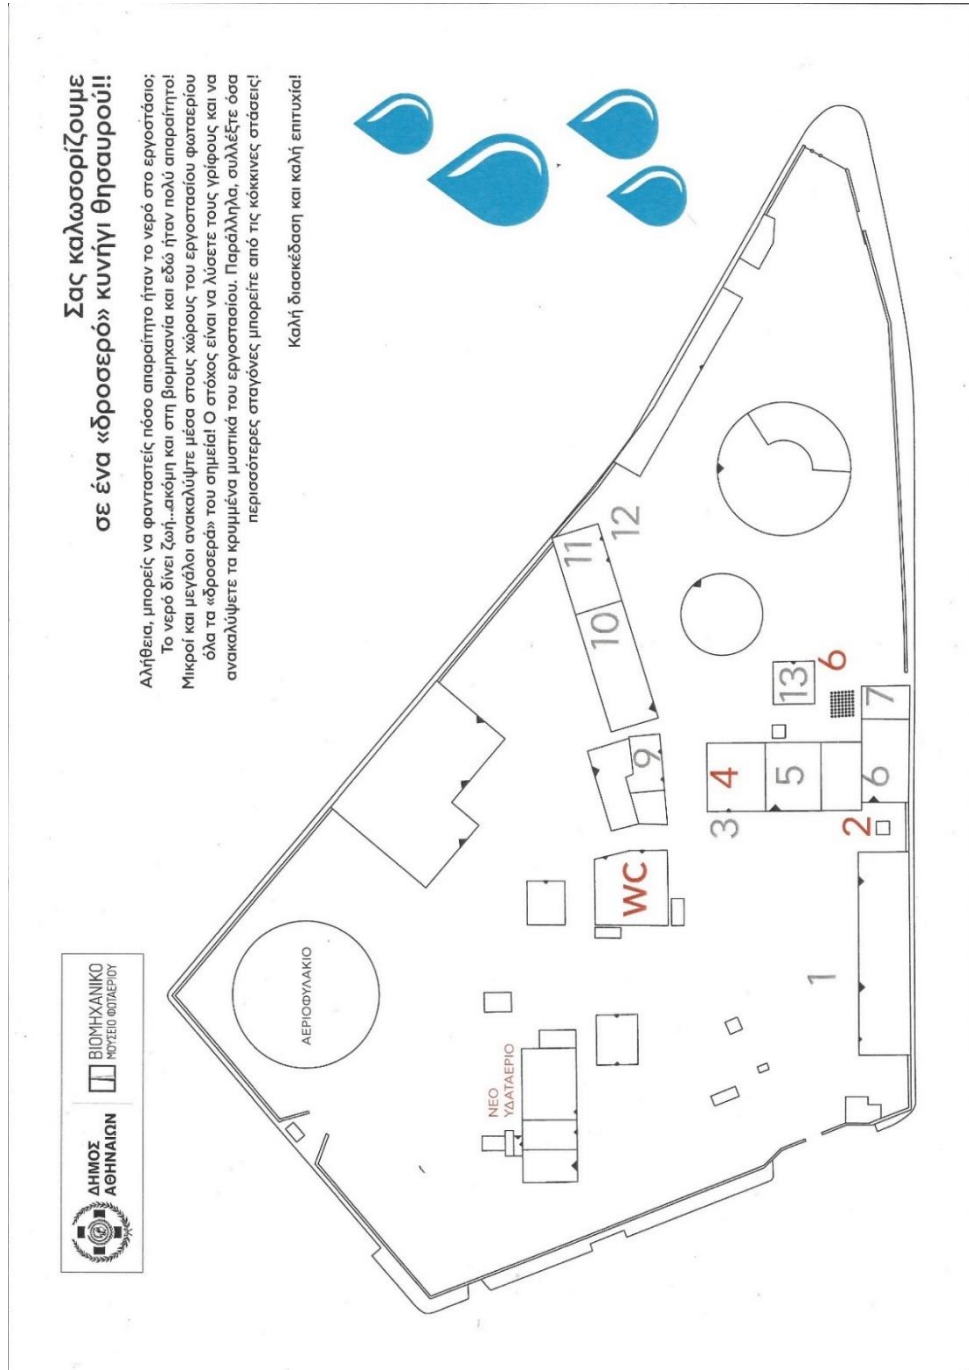 Σας καλωσορίζουμε
σε ένα «δροσερό» κυνήγι θησαυρού!!
Αλήθεια, μπορείς να φανταστείς πόσο απαραίτητο ήταν το νερό στο εργοστάσιο;
Το νερό δίνει ζωή...ακόμη και στη βιομηχανία και εδώ ήταν πολύ απαραίτητο!
Μικροί και μεγάλοι ανακαλύψτε μέσα στους χώρους του εργοστασίου φωταερίου
όλα τα «δροσερά» του σημεία! Ο στόχος είναι να λύσετε τους γρίφους και να
ανακαλύψετε τα κρυμμένα μυστικά του εργοστασίου. Παράλληλα, συλλέξτε όσα
περισσότερες σταγόνες μπορείτε από τις κόκκινες στάσεις!
Καλή διασκέδαση και καλή επιτυχία!
ΔΗΜΟΣ
ΑΘΗΝΑΙΩΝ
ΒΙΟΜΗΧΑΝΙΚΟ
ΜΟΥΣΕΙΟ ΦΩΤΑΕΡΙΟΥ
ΑΕΡΙΟΦΥΛΑΚΙΟ
ΝΕΟ
ΥΔΑΤΑΕΡΙΟ
WC
9
10
11
12
3
4
5
13
6
1
2
6
7